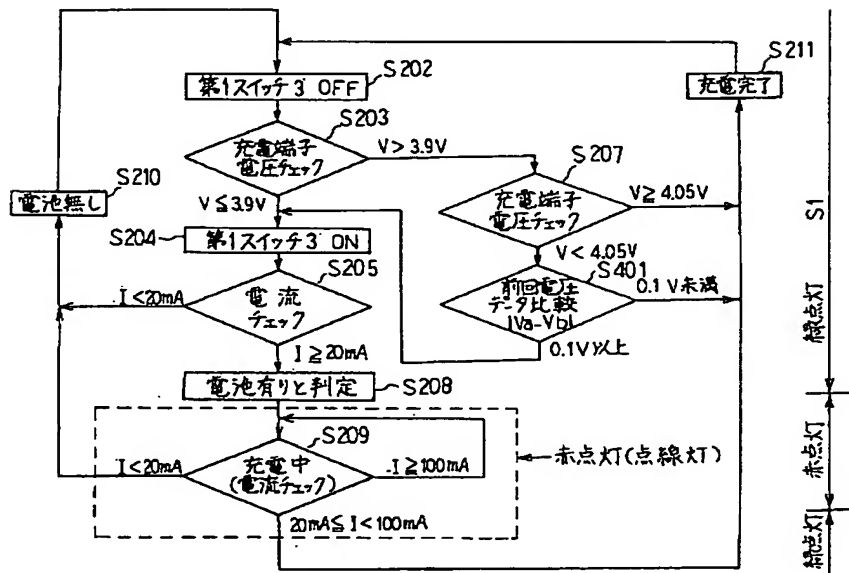 S202
第1スイッチ3 OFF
S203
充電端子
電圧チェック
V > 3.9V
V ≦ 3.9V
S211
充電完了
S207
充電端子
電圧チェック
V ≧ 4.05V
V < 4.05V
S210
電池無し
S204
第1スイッチ3 ON
S205
電流
チェック
I < 20mA
I ≧ 20mA
S401
前回電圧
データ比較
|Va-Vb|
0.1V未満
0.1V以上
S208
電池有りと判定
S209
充電中
(電流チェック)
I < 20mA
I ≧ 100mA
20mA ≦ I < 100mA
赤点灯(点線灯)
S1
緑点灯
赤点灯
緑点灯